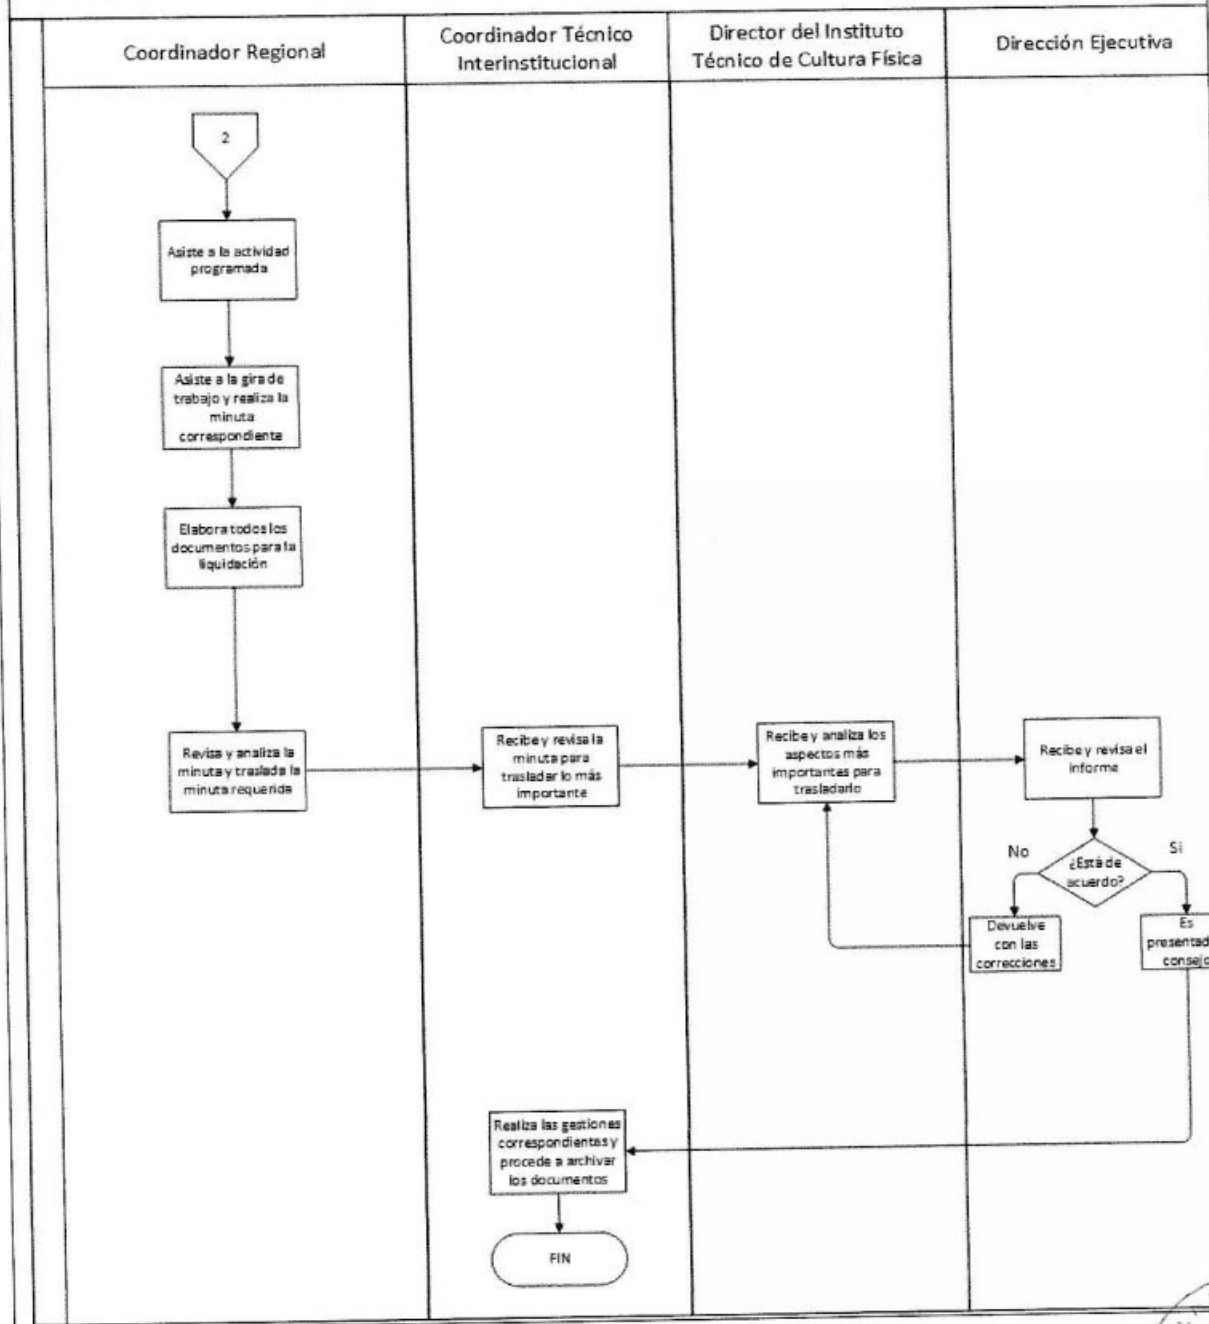 Coordinador Regional
Coordinador Técnico
Interinstitucional
Director del Instituto
Técnico de Cultura Física
Dirección Ejecutiva
2
Asiste a la actividad
programada
Asiste a la gira de
trabajo y realiza la
minuta
correspondiente
Elabora todos los
documentos para la
liquidación
Revisa y analiza la
minuta y traslada la
minuta requerida
Recibe y revisa la
minuta para
trasladar lo más
importante
Recibe y analiza los
aspectos más
importantes para
trasladarlo
Recibe y revisa el
informe
¿Está de
acuerdo?
No
Si
Devuelve
con las
correcciones
Es
presentad
consejo
Realiza las gestiones
correspondientes y
procede a archivar
los documentos
FIN